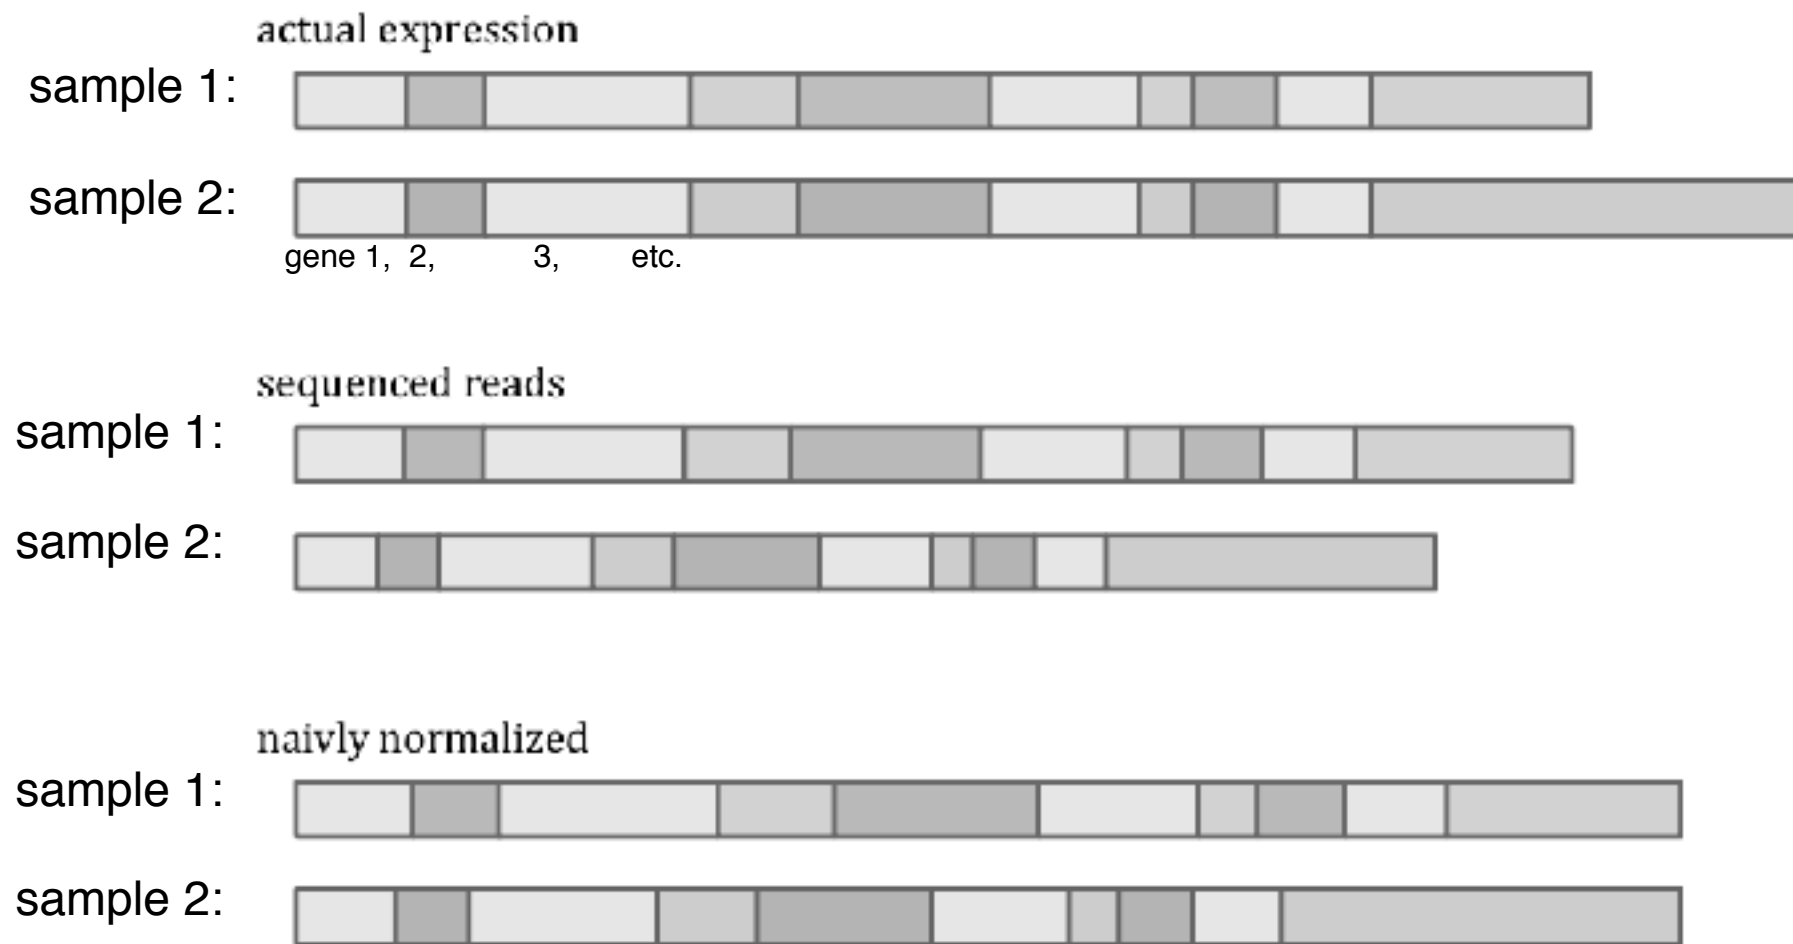 actual expression
sample 1:
sample 2:
gene 1, 2, 3, etc.
sequenced reads
sample 1:
sample 2:
naivly normalized
sample 1:
sample 2: